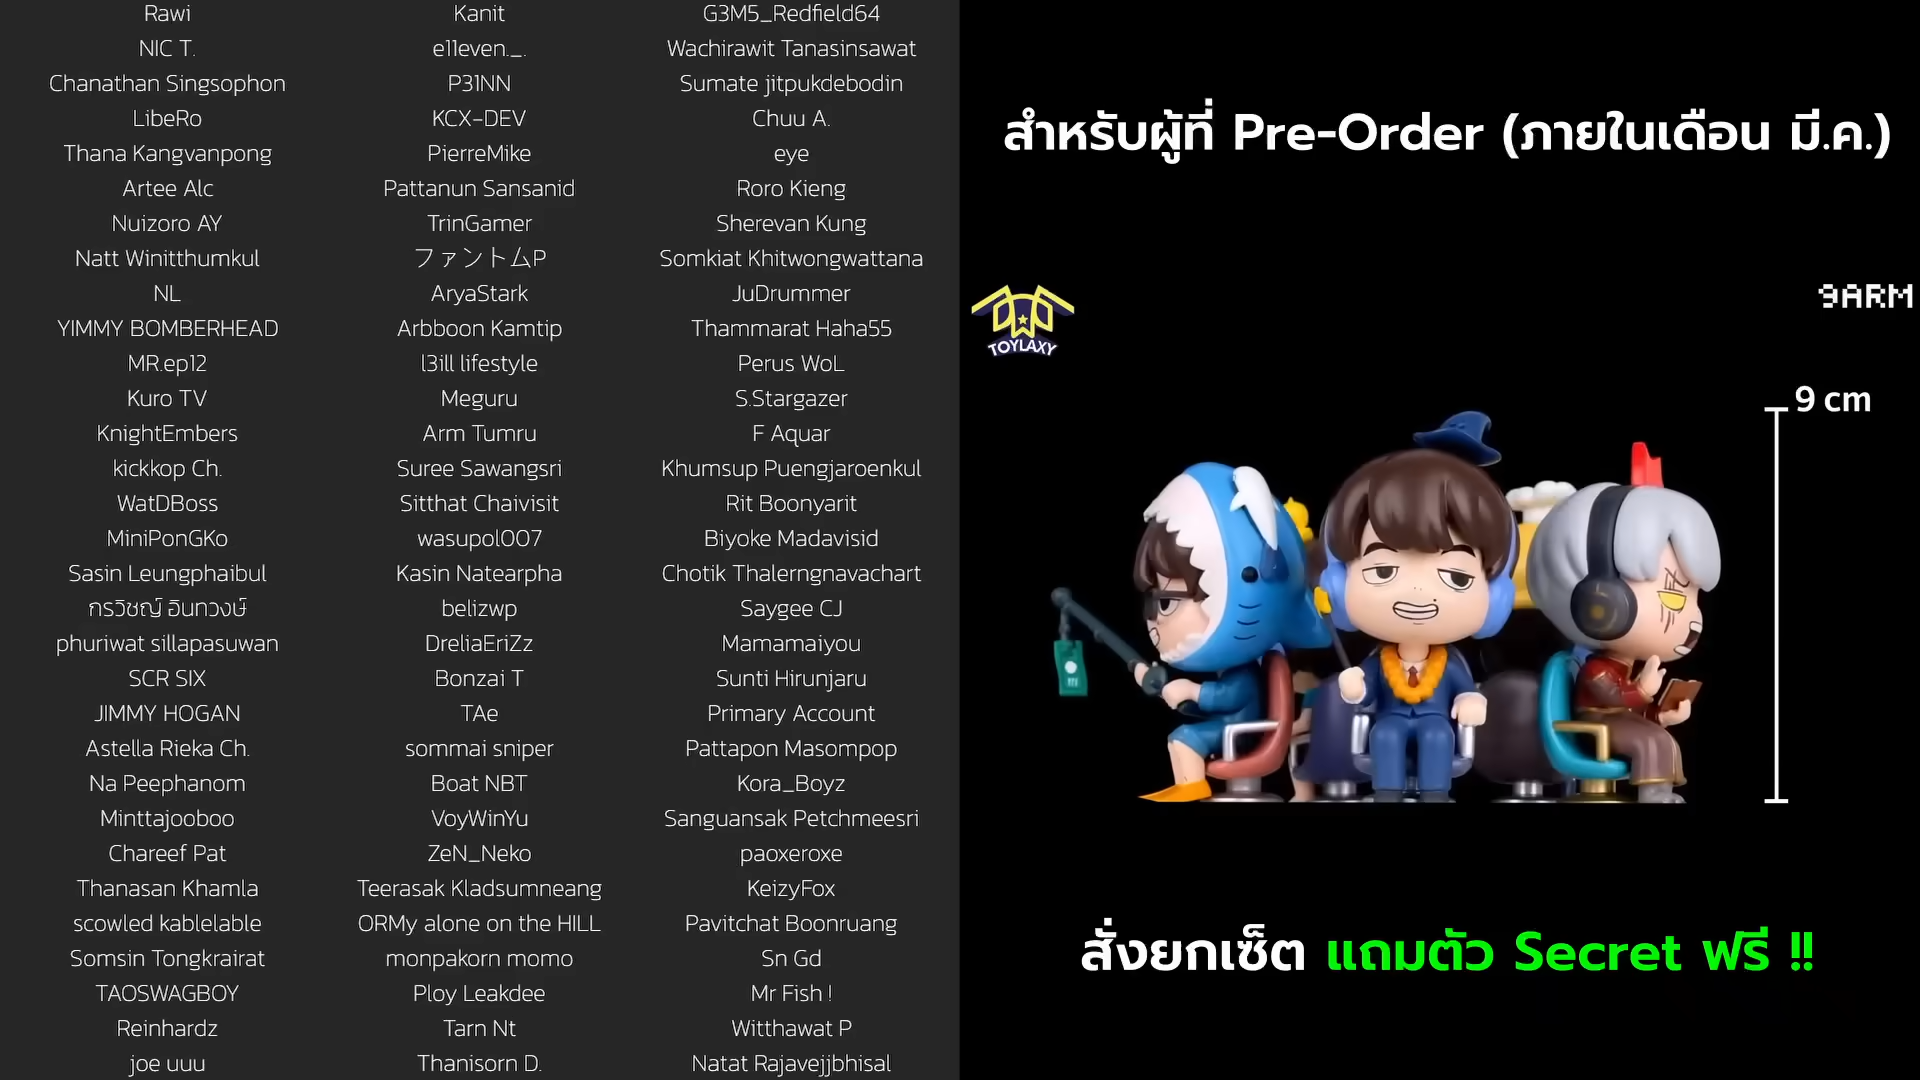 Rawi
NIC T.
Chanathan Singsophon
LibeRo
Thana Kangvanpong
Artee Alc
Nuizoro AY
Natt Winitthumkul
NL
YIMMY BOMBERHEAD
MR.ep12
Kuro TV
KnightEmbers
kickkop Ch.
WatDBoss
MiniPonGKo
Sasin Leungphaibul
กรวิชญ์ อินทวงษ์
phuriwat sillapasuwan
SCR SIX
JIMMY HOGAN
Astella Rieka Ch.
Na Peephanom
Minttajooboo
Chareef Pat
Thanasan Khamla
scowled kablelable
Somsin Tongkrairat
TAOSWAGBOY
Reinhardz
joe uuu
Kanit
e11even._.
P31NN
KCX-DEV
PierreMike
Pattanun Sansanid
TrinGamer
ファントムP
AryaStark
Arbboon Kamtip
l3ill lifestyle
Meguru
Arm Tumru
Suree Sawangsri
Sitthat Chaivisit
wasupol007
Kasin Natearpha
belizwp
DreliaEriZz
Bonzai T
TAe
sommai sniper
Boat NBT
VoyWinYu
ZeN_Neko
Teerasak Kladsumneang
ORMy alone on the HILL
monpakorn momo
Ploy Leakdee
Tarn Nt
Thanisorn D.
G3M5_Redfield64
Wachirawit Tanasinsawat
Sumate jitpukdebodin
Chuu A.
eye
Roro Kieng
Sherevan Kung
Somkiat Khitwongwattana
JuDrummer
Thammarat Haha55
Perus WoL
S.Stargazer
F Aquar
Khumsup Puengjaroenkul
Rit Boonyarit
Biyoke Madavisid
Chotik Thalerngnavachart
Saygee CJ
Mamamaiyou
Sunti Hirunjaru
Primary Account
Pattapon Masompop
Kora_Boyz
Sanguansak Petchmeesri
paoxeroxe
KeizyFox
Pavitchat Boonruang
Sn Gd
Mr Fish !
Witthawat P
Natat Rajavejjbhisal
สำหรับผู้ที่ Pre-Order (ภายในเดือน มี.ค.)
TOYLAXY
9ARM
9 cm
สั่งยกเซ็ต แถมตัว Secret ฟรี !!